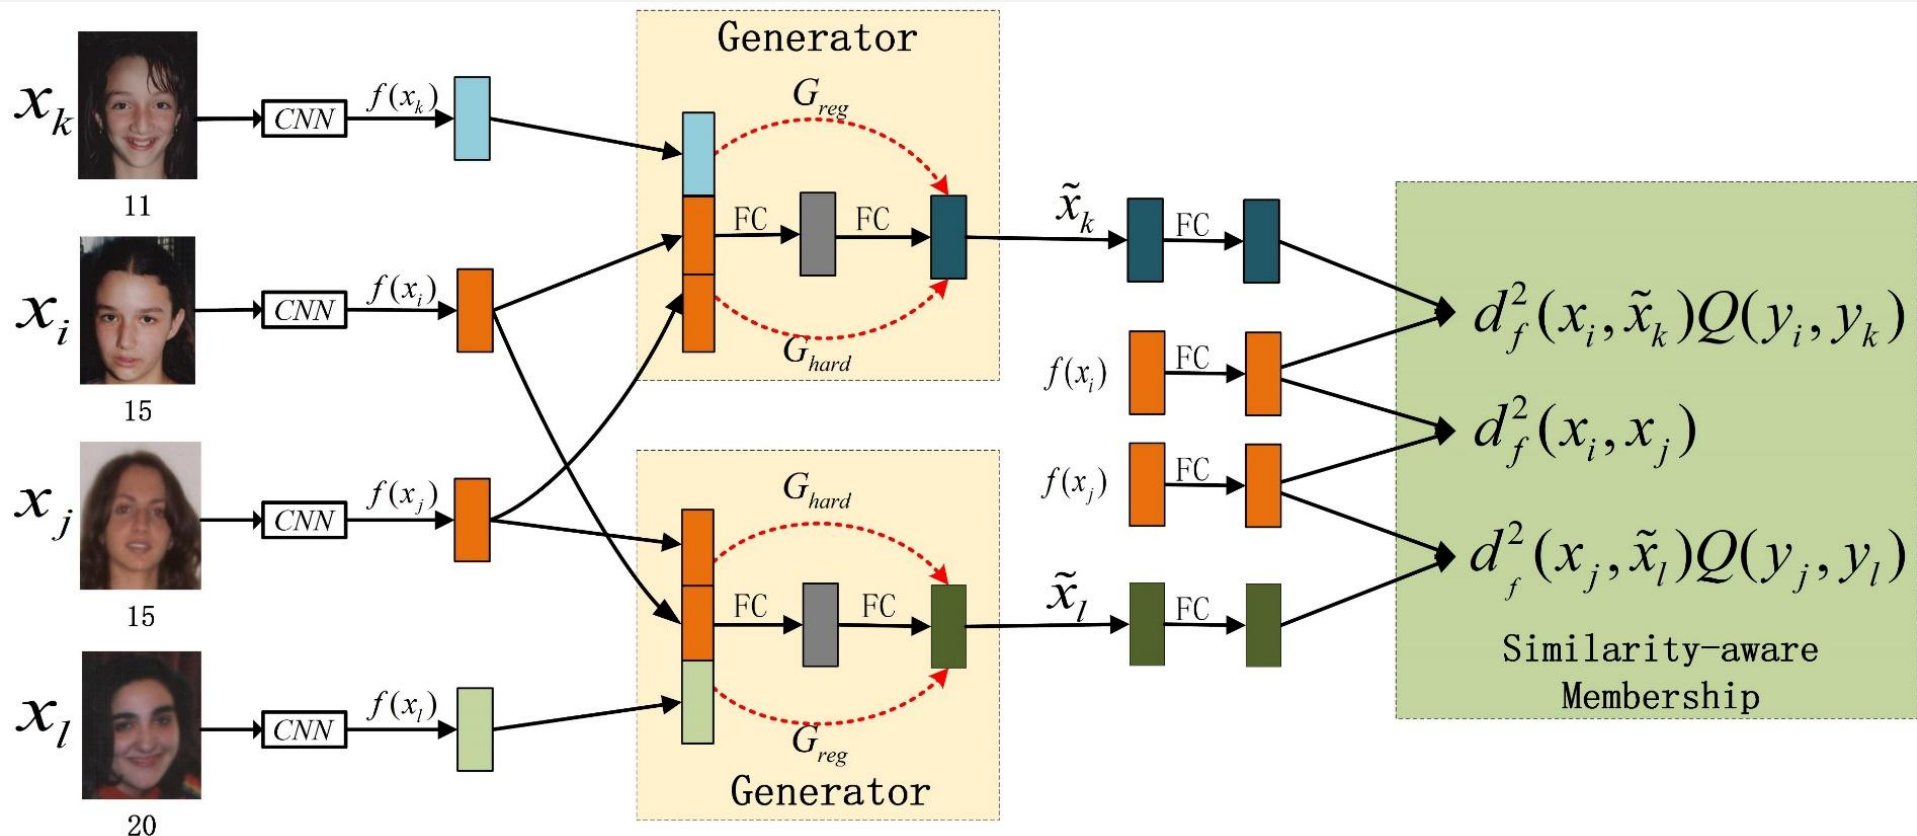 x_k
11
CNN
f(x_k)
x_i
15
CNN
f(x_i)
x_j
15
CNN
f(x_j)
x_l
20
CNN
f(x_l)
Generator
G_reg
FC
FC
G_hard
G_hard
FC
FC
G_reg
Generator
x̃_k
FC
f(x_i)
FC
f(x_j)
FC
x̃_l
FC
d_f^2(x_i, x̃_k)Q(y_i, y_k)
d_f^2(x_i, x_j)
d_f^2(x_j, x̃_l)Q(y_j, y_l)
Similarity-aware
Membership